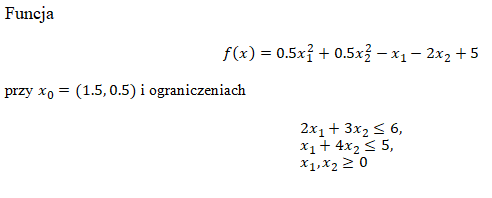 Funcja
f(x) = 0.5x₁² + 0.5x₂² − x₁ − 2x₂ + 5
przy x₀ = (1.5, 0.5) i ograniczeniach
2x₁ + 3x₂ ≤ 6,
x₁ + 4x₂ ≤ 5,
x₁,x₂ ≥ 0